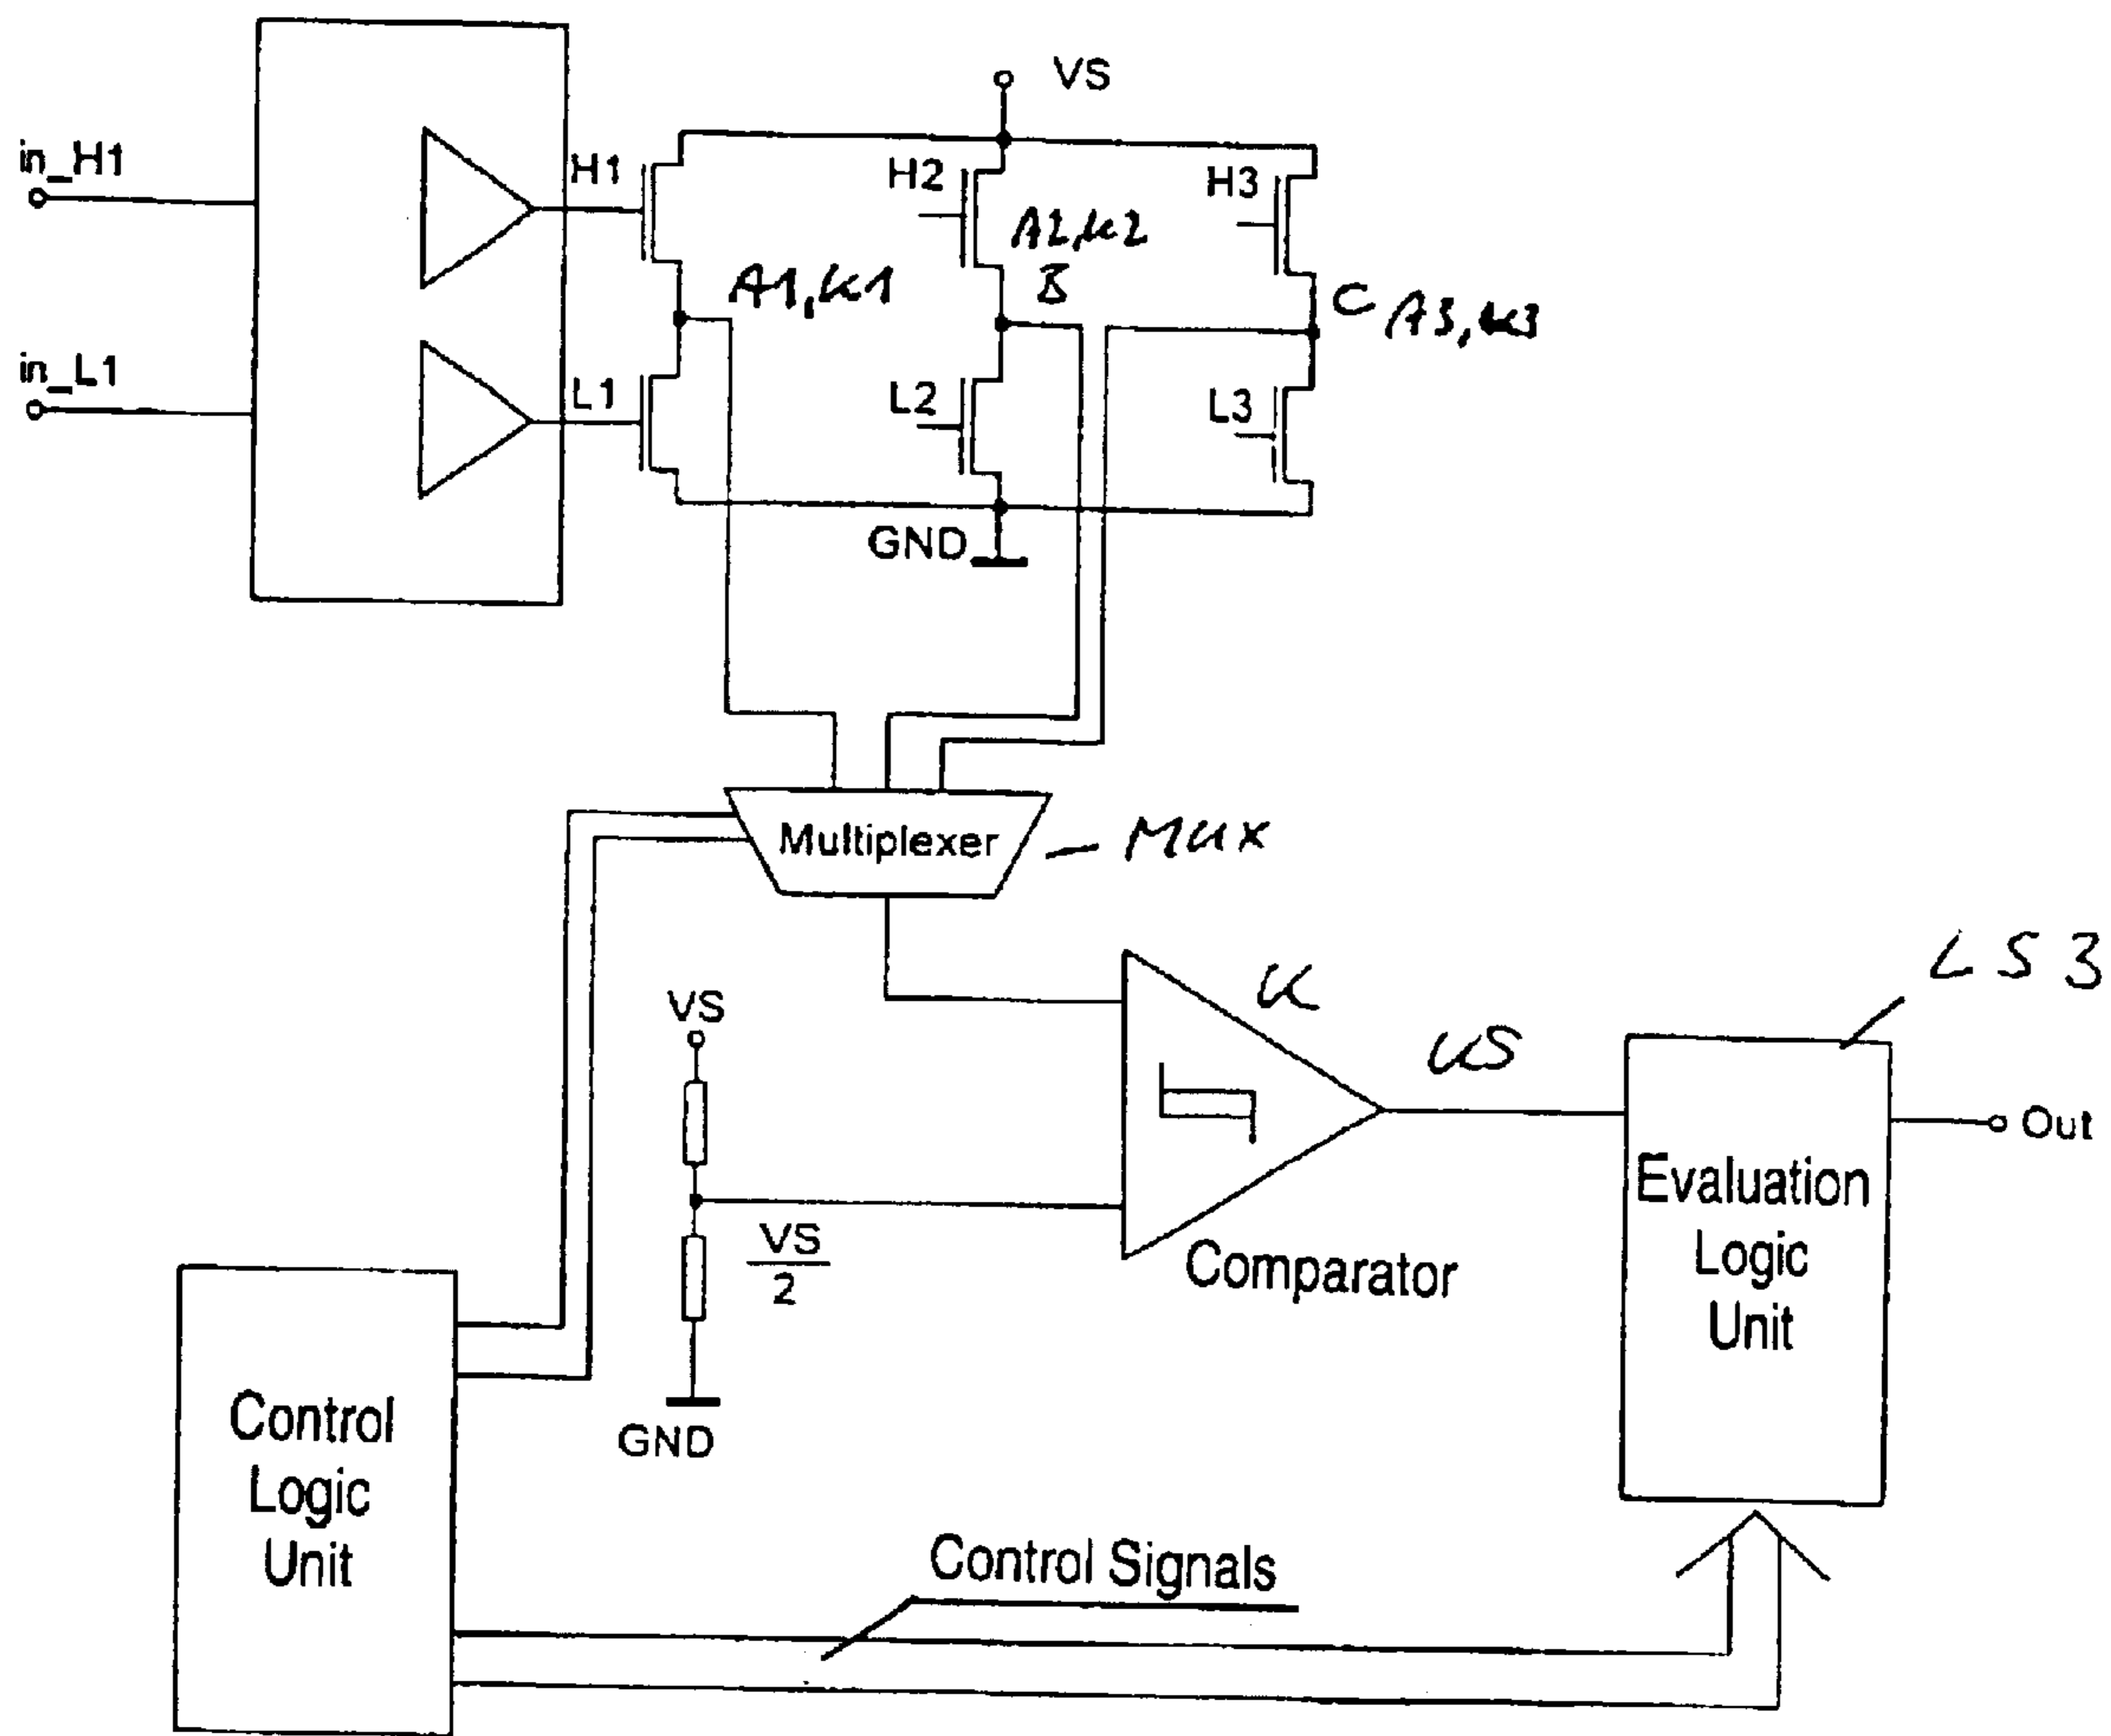 VS
in_H1
H1
H2
H3
A2, K2
B
A1, K1
C A3, K3
in_L1
L1
L2
L3
GND
Multiplexer
MUX
LS3
K
VS
KS
Out
Evaluation
Logic
Unit
VS
2
Comparator
GND
Control
Logic
Unit
Control Signals